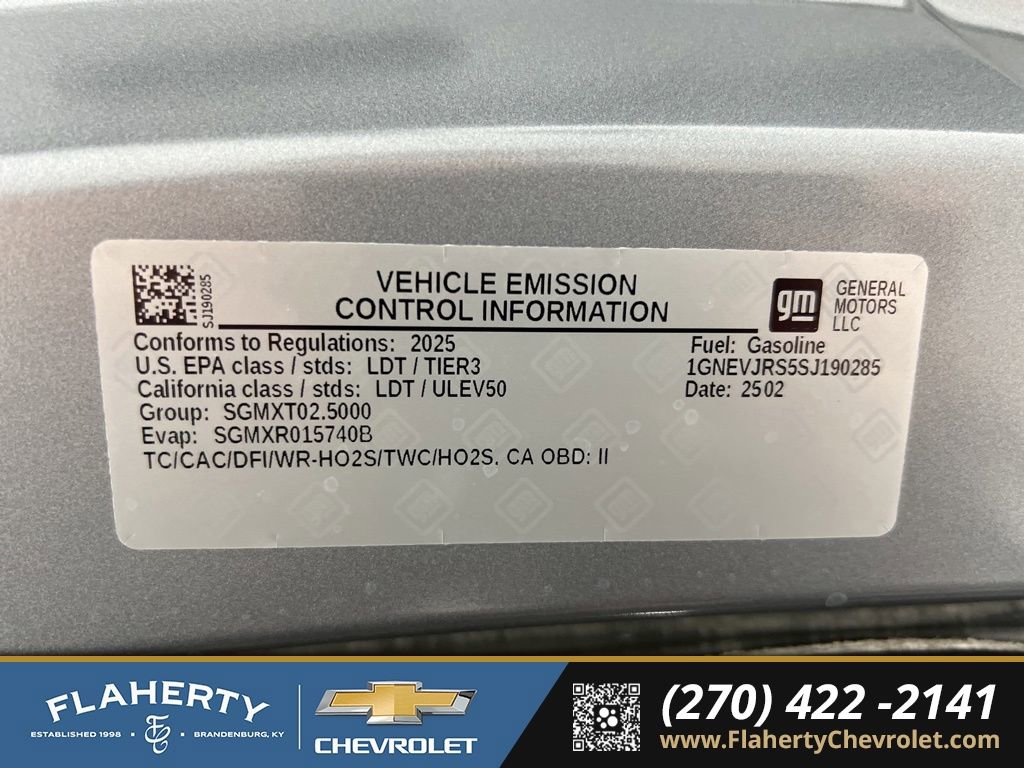 SJ190285
VEHICLE EMISSION
CONTROL INFORMATION
gm
GENERAL
MOTORS
LLC
Conforms to Regulations: 2025
U.S. EPA class / stds: LDT / TIER3
California class / stds: LDT / ULEV50
Group: SGMXT02.5000
Evap: SGMXR015740B
TC/CAC/DFI/WR-HO2S/TWC/HO2S, CA OBD: II
Fuel: Gasoline
1GNEVJRS5SJ190285
Date: 2502
FLAHERTY
ESTABLISHED 1998 • • BRANDENBURG, KY
CHEVROLET
(270) 422 -2141
www.FlahertyChevrolet.com